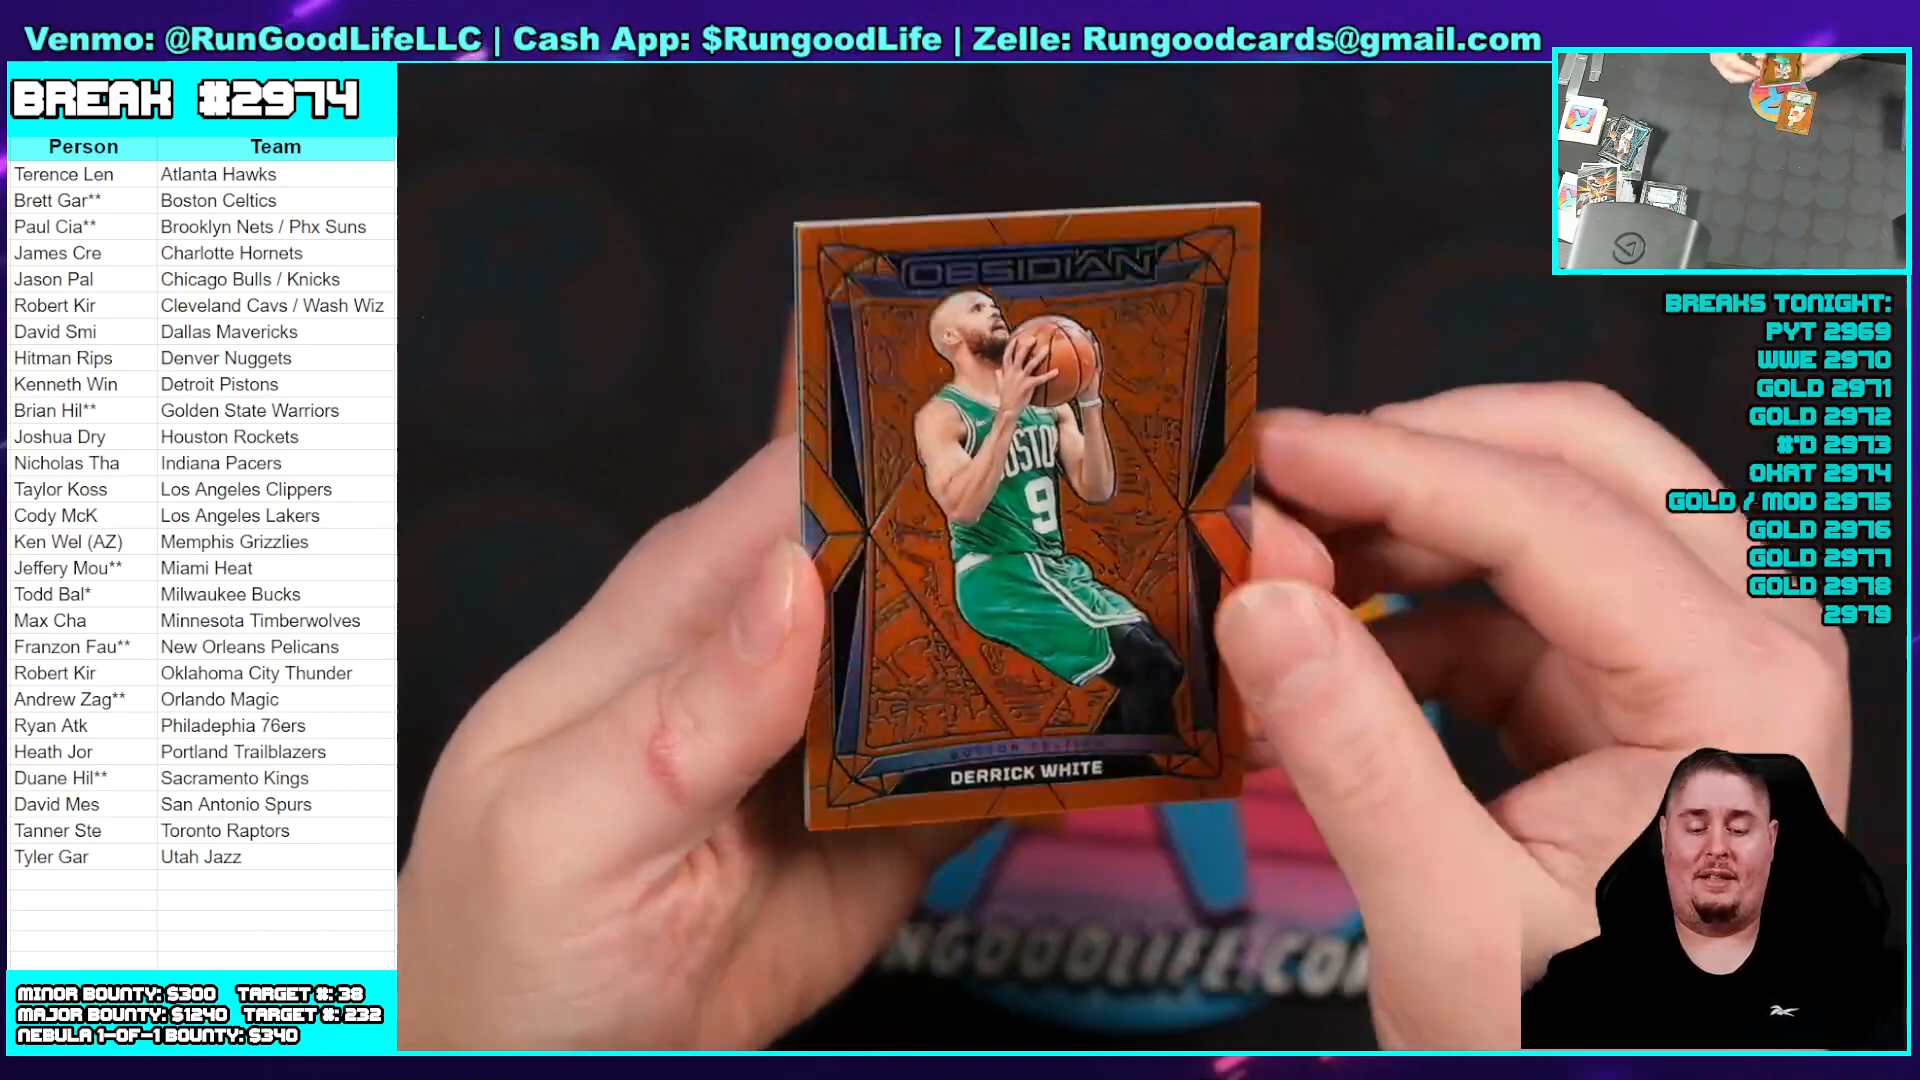 Venmo: @RunGoodLifeLLC | Cash App: $RungoodLife | Zelle: Rungoodcards@gmail.com
BREAK #2974
Person Team
Terence Len Atlanta Hawks
Brett Gar** Boston Celtics
Paul Cia** Brooklyn Nets / Phx Suns
James Cre Charlotte Hornets
Jason Pal Chicago Bulls / Knicks
Robert Kir Cleveland Cavs / Wash Wiz
David Smi Dallas Mavericks
Hitman Rips Denver Nuggets
Kenneth Win Detroit Pistons
Brian Hil** Golden State Warriors
Joshua Dry Houston Rockets
Nicholas Tha Indiana Pacers
Taylor Koss Los Angeles Clippers
Cody McK Los Angeles Lakers
Ken Wel (AZ) Memphis Grizzlies
Jeffery Mou** Miami Heat
Todd Bal* Milwaukee Bucks
Max Cha Minnesota Timberwolves
Franzon Fau** New Orleans Pelicans
Robert Kir Oklahoma City Thunder
Andrew Zag** Orlando Magic
Ryan Atk Philadephia 76ers
Heath Jor Portland Trailblazers
Duane Hil** Sacramento Kings
David Mes San Antonio Spurs
Tanner Ste Toronto Raptors
Tyler Gar Utah Jazz
MINOR BOUNTY: $300 TARGET #: 38
MAJOR BOUNTY: $1240 TARGET #: 232
NEBULA 1-OF-1 BOUNTY: $340
OBSIDIAN
BOSTON
9
BOSTON CELTICS
DERRICK WHITE
NGOODLIFE.CO
BREAKS TONIGHT:
PYT 2969
WWE 2970
GOLD 2971
GOLD 2972
#'D 2973
OKAT 2974
GOLD / MOD 2975
GOLD 2976
GOLD 2977
GOLD 2978
2979